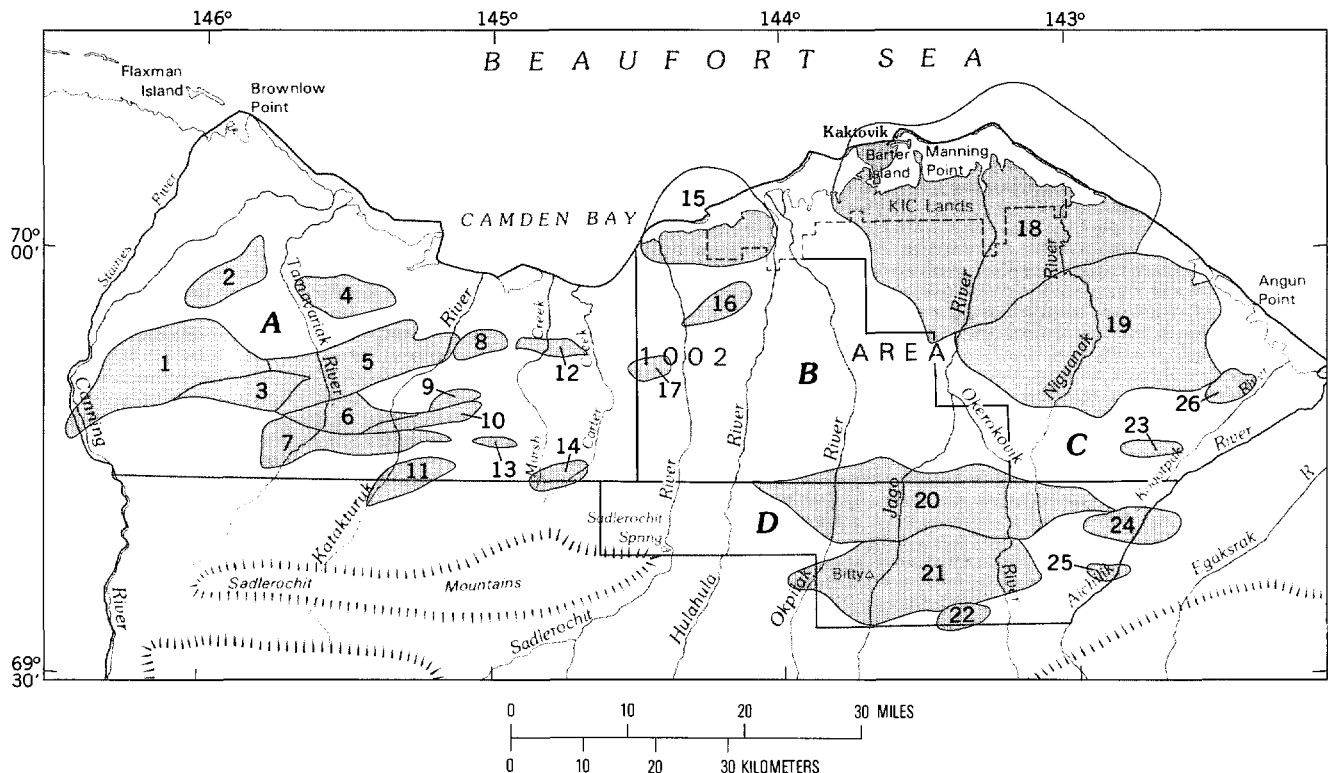 146°
145°
144°
143°
B E A U F O R T S E A
Flaxman
Island
Brownlow
Point
Kaktovik
Barter
Island
Manning
Point
KIC Lands
River
Staines
CAMDEN BAY
15
18
70°
00'
2
Tamayariak
River
4
A
River
River
River
Angun
Point
16
19
1
5
8
Creek
Creek
12
1 0 0 2
A R E A
B
17
Niguanak
3
9
10
6
26
River
Canning
7
13
Marsh
Carter
14
11
River
River
Okerokovik
C
23
River
River
Katakturuk
River
Jago
20
Sadlerochit
Spring
D
24
25
Bitty
21
River
Aichilik
Egaksrak
R
22
Sadlerochit
Mountains
River
Sadlerochit
Hulahula
Okpilak
69°
30'
0 10 20 30 MILES
0 10 20 30 KILOMETERS